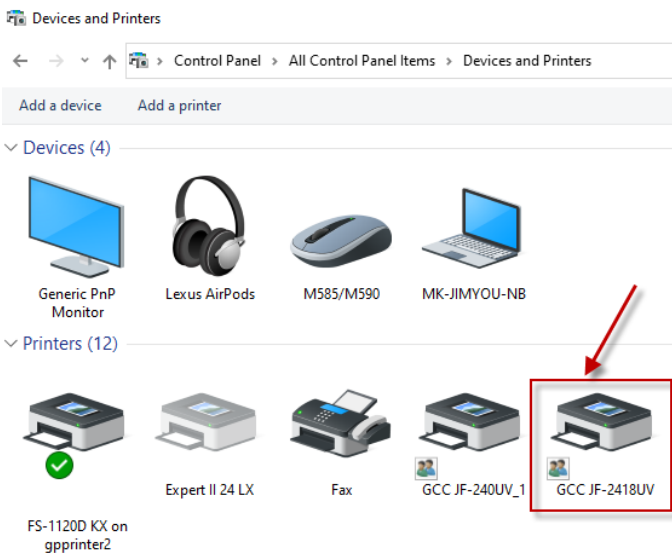 Devices and Printers
Control Panel > All Control Panel Items > Devices and Printers
Add a device Add a printer
Devices (4)
Generic PnP
Monitor
Lexus AirPods
M585/M590
MK-JIMYOU-NB
Printers (12)
FS-1120D KX on
gpprinter2
Expert II 24 LX
Fax
GCC JF-240UV_1
GCC JF-2418UV